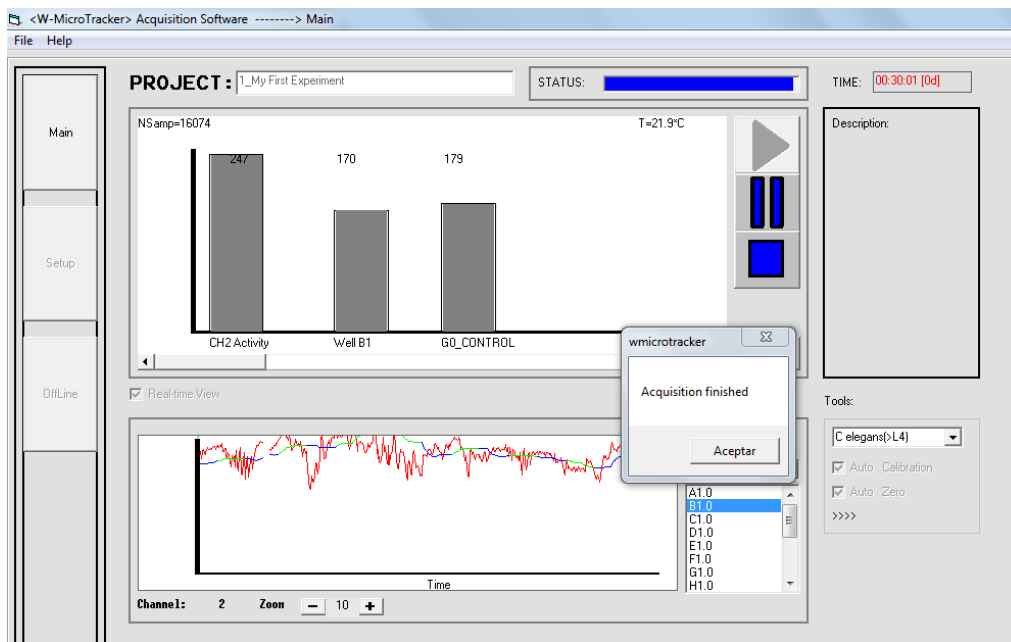 <W-MicroTracker> Acquisition Software --------> Main
File Help
PROJECT: 1_My First Experiment
STATUS:
TIME: 00:30:01 [0d]
Main
Setup
OffLine
NSamp=16074
T=21.9ºC
247
170
179
CH2 Activity
Well B1
G0_CONTROL
Description:
wmicrotracker
Acquisition finished
Aceptar
Real-time View
Tools:
C elegans(>L4)
Auto Calibration
Auto Zero
>>>>
A1.0
B1.0
C1.0
D1.0
E1.0
F1.0
G1.0
H1.0
Time
Channel: 2 Zoom − 10 +